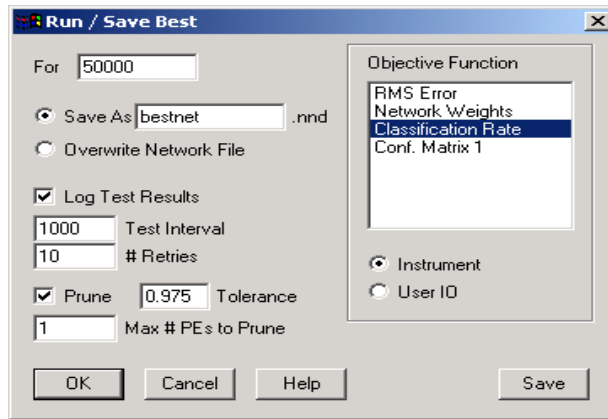 Run / Save Best
For 50000
Save As bestnet .nnd
Overwrite Network File
Log Test Results
1000 Test Interval
10 # Retries
Prune 0.975 Tolerance
1 Max # PEs to Prune
Objective Function
RMS Error
Network Weights
Classification Rate
Conf. Matrix 1
Instrument
User IO
OK Cancel Help Save